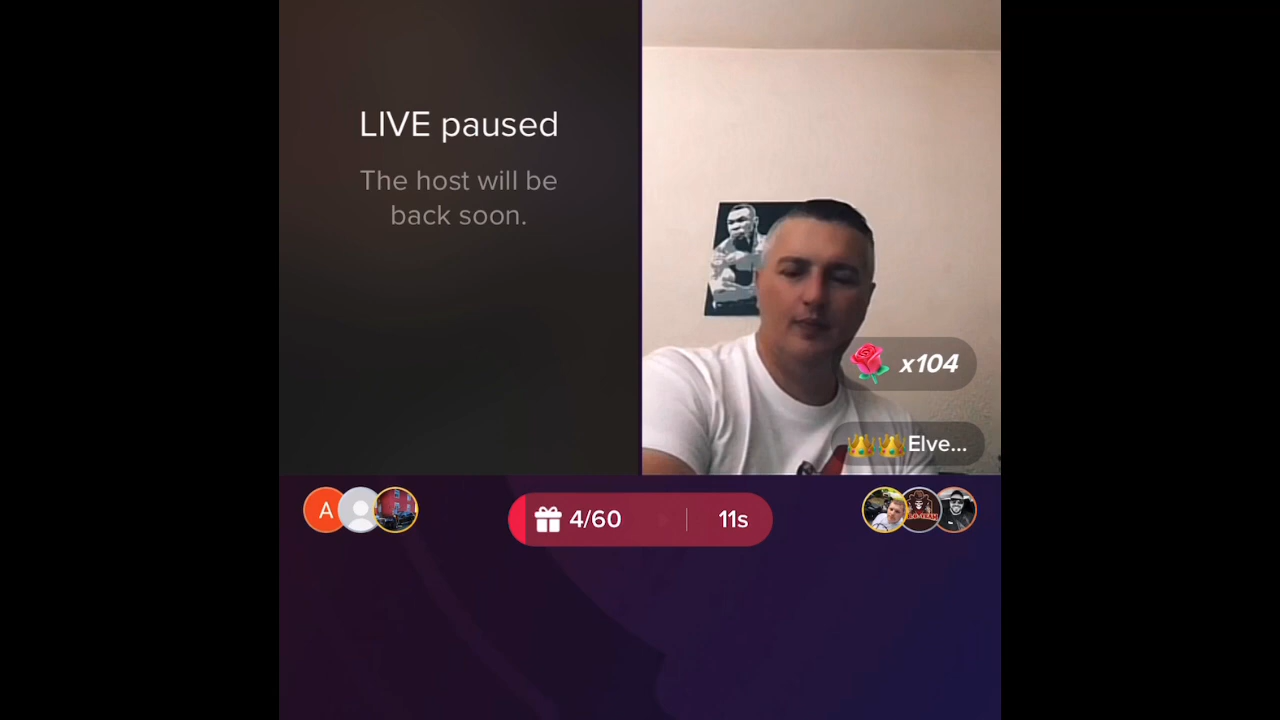 LIVE paused
The host will be
back soon.
x104
Elve...
A
4/60
11s